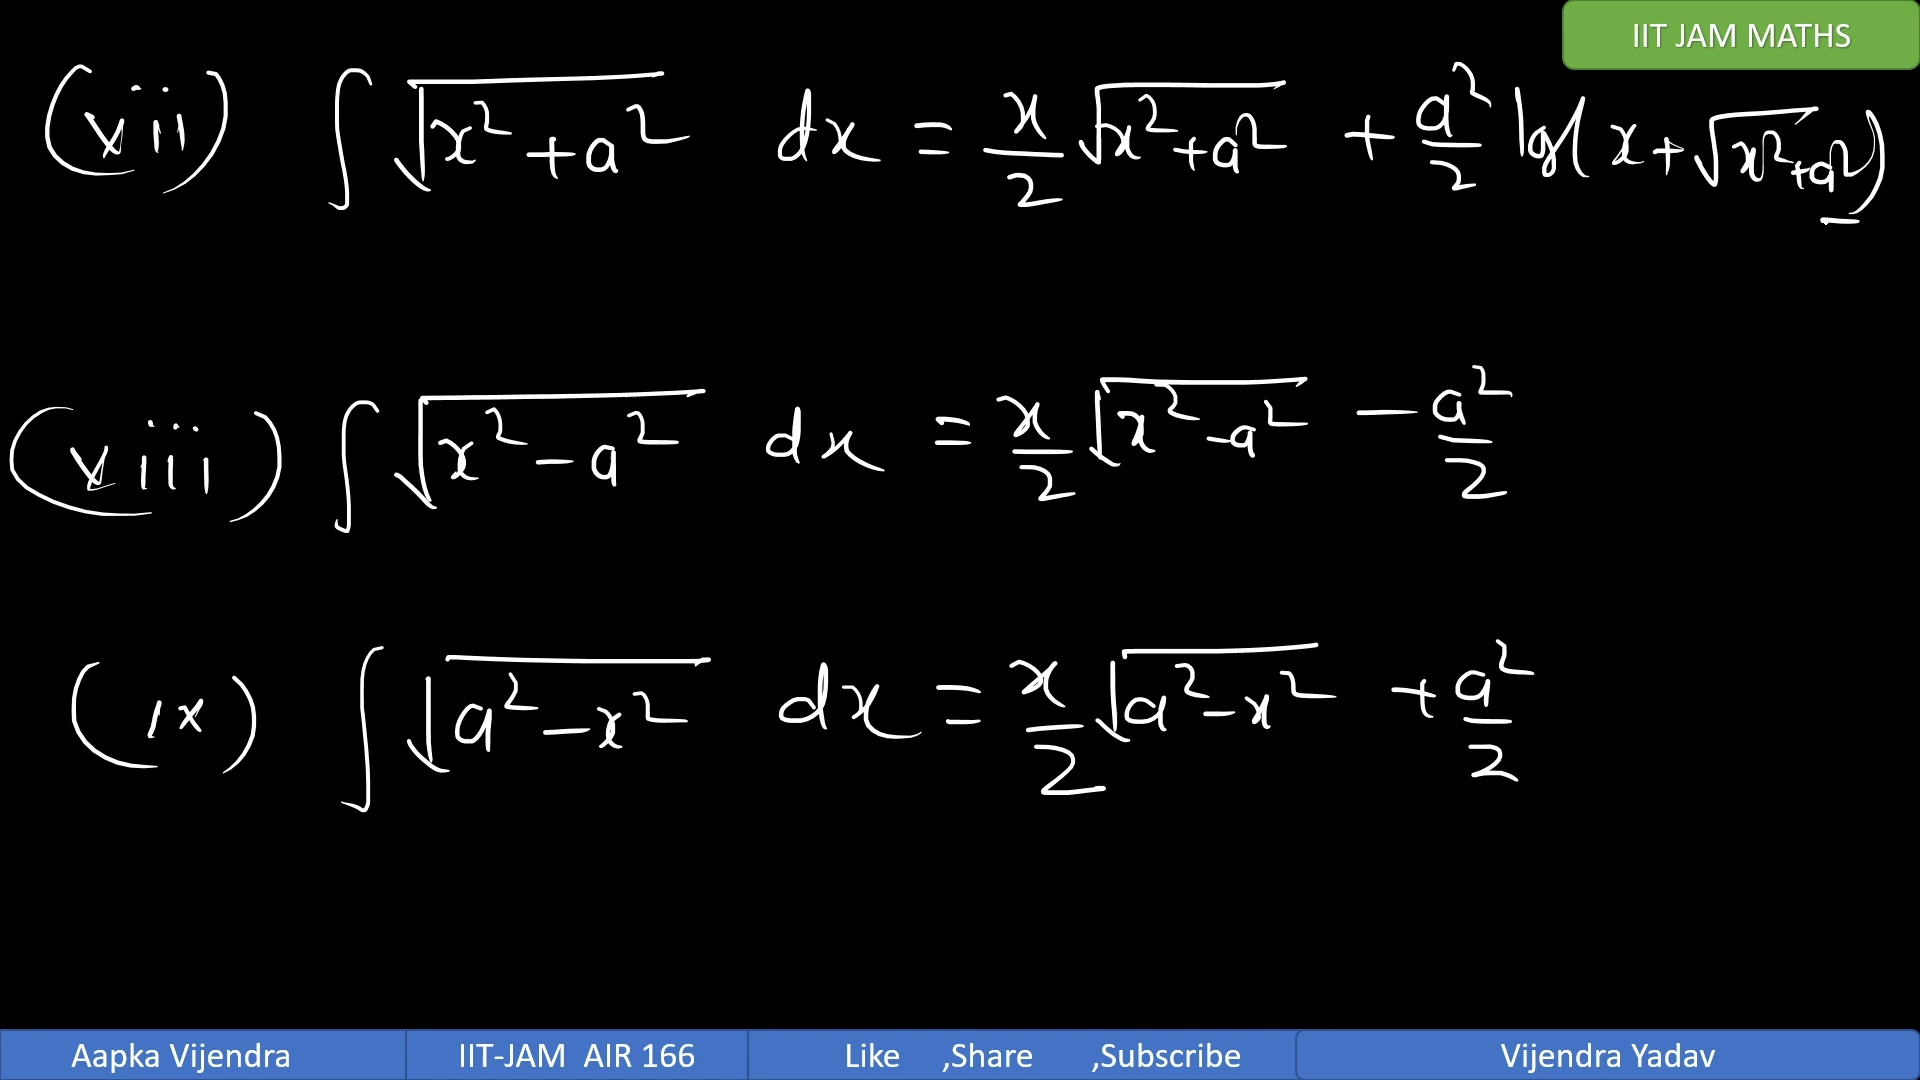 IIT JAM MATHS
(vii) ∫ √(x² + a²) dx = x/2 √(x² + a²) + a²/2 log(x + √(x² + a²))
(viii) ∫ √(x² - a²) dx = x/2 √(x² - a²) - a²/2
(ix) ∫ √(a² - x²) dx = x/2 √(a² - x²) + a²/2
Aapka Vijendra IIT-JAM AIR 166 Like ,Share ,Subscribe Vijendra Yadav